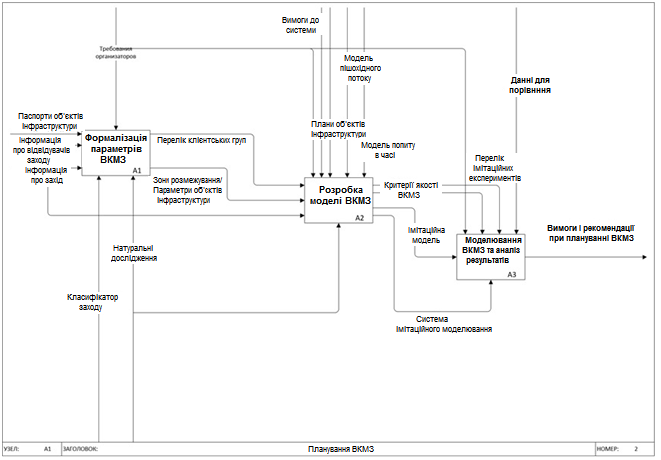 Вимоги до
системи
Требования
организаторов
Модель
пішохідного
потоку
Данні для
порівнння
Паспорти об'єктів
Інфраструктури
Інформація
про відвідувачів
заходу
Інформація
про захід
Формалізація
параметрів
ВКМЗ
A1
Перелік клієнтських груп
Плани об'єктів
Інфраструктури
Модель попиту
в часі
Перелік
Імітаційних
експериментів
Зони розмежування/
Параметри об'єктів
Інфраструктури
Розробка
моделі ВКМЗ
A2
Критерії якості
ВКМЗ
Імітаційна
модель
Моделювання
ВКМЗ та аналіз
результатів
A3
Вимоги і рекомендації
при плануванні ВКМЗ
Натуральні
дослідження
Класифікатор
заходу
Система
Імітаційного моделювання
УЗЕЛ: A1 ЗАГОЛОВОК: Планування ВКМЗ НОМЕР: 2